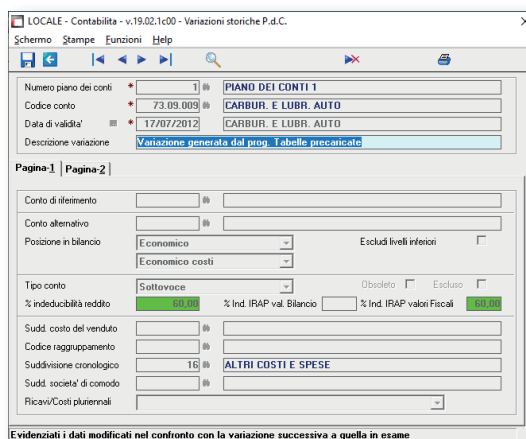 LOCALE - Contabilita - v.19.02.1c00 - Variazioni storiche P.d.C.
Schermo Stampe Funzioni Help
Numero piano dei conti * 1 PIANO DEI CONTI 1
Codice conto * 73.09.009 CARBUR. E LUBR. AUTO
Data di validita' * 17/07/2012 CARBUR. E LUBR. AUTO
Descrizione variazione Variazione generata dal prog. Tabelle precaricate
Pagina-1 Pagina-2
Conto di riferimento
Conto alternativo
Posizione in bilancio Economico Escludi livelli inferiori
Economico costi
Tipo conto Sottovoce Obsoleto Escluso
% indeducibilità reddito 60,00 % Ind. IRAP val. Bilancio % Ind. IRAP valori Fiscali 60,00
Sudd. costo del venduto
Codice raggruppamento
Suddivisione cronologico 16 ALTRI COSTI E SPESE
Sudd. societa' di comodo
Ricavi/Costi pluriennali
Evidenziati i dati modificati nel confronto con la variazione successiva a quella in esame